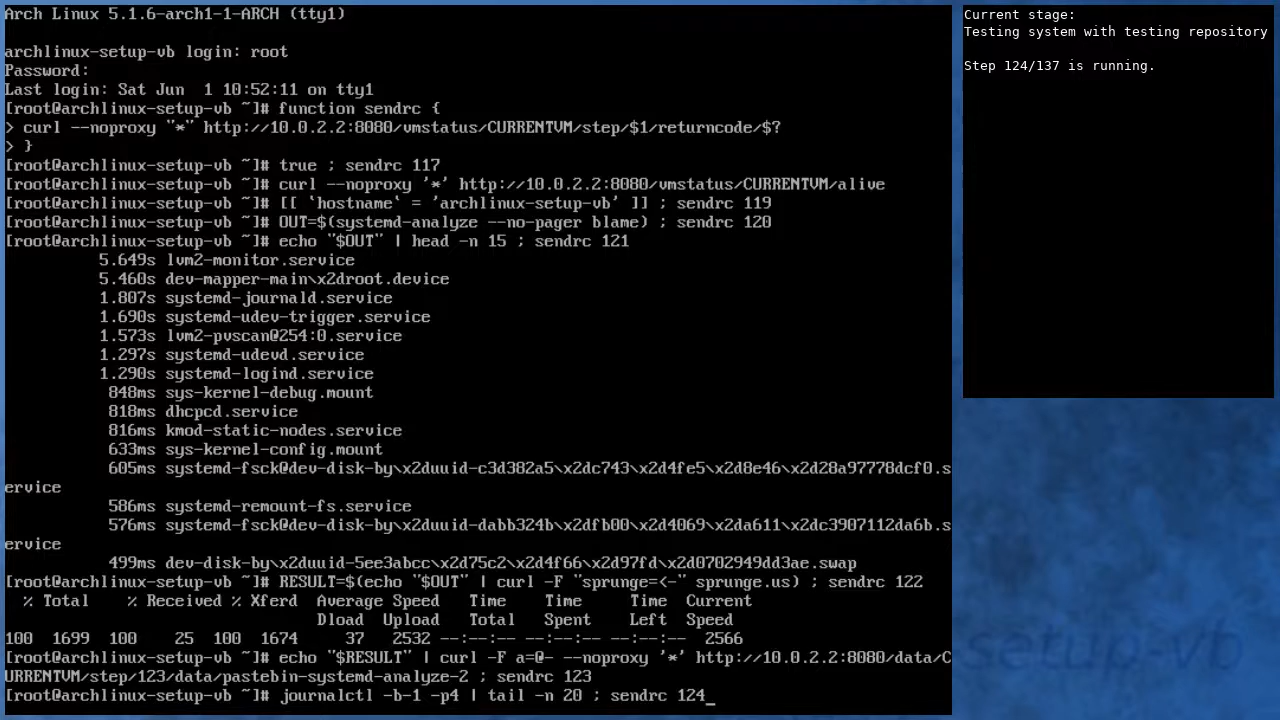 Arch Linux 5.1.6-arch1-1-ARCH (tty1)
archlinux-setup-vb login: root
Password:
Last login: Sat Jun  1 10:52:11 on tty1
[root@archlinux-setup-vb ~]# function sendrc {
> curl --noproxy "*" http://10.0.2.2:8080/vmstatus/CURRENTVM/step/$1/returncode/$?
> }
[root@archlinux-setup-vb ~]# true ; sendrc 117
[root@archlinux-setup-vb ~]# curl --noproxy '*' http://10.0.2.2:8080/vmstatus/CURRENTVM/alive
[root@archlinux-setup-vb ~]# [[ `hostname` = 'archlinux-setup-vb' ]] ; sendrc 119
[root@archlinux-setup-vb ~]# OUT=$(systemd-analyze --no-pager blame) ; sendrc 120
[root@archlinux-setup-vb ~]# echo "$OUT" | head -n 15 ; sendrc 121
5.649s lvm2-monitor.service
5.460s dev-mapper-main\x2droot.device
1.807s systemd-journald.service
1.690s systemd-udev-trigger.service
1.573s lvm2-pvscan@254:0.service
1.297s systemd-udevd.service
1.290s systemd-logind.service
848ms sys-kernel-debug.mount
818ms dhcpcd.service
816ms kmod-static-nodes.service
633ms sys-kernel-config.mount
605ms systemd-fsck@dev-disk-by\x2duuid-c3d382a5\x2dc743\x2d4fe5\x2d8e46\x2d28a97778dcf0.s
ervice
586ms systemd-remount-fs.service
576ms systemd-fsck@dev-disk-by\x2duuid-dabb324b\x2dfb00\x2d4069\x2da611\x2dc3907112da6b.s
ervice
499ms dev-disk-by\x2duuid-5ee3abcc\x2d75c2\x2d4f66\x2d97fd\x2d0702949dd3ae.swap
[root@archlinux-setup-vb ~]# RESULT=$(echo "$OUT" | curl -F "sprunge=<-" sprunge.us) ; sendrc 122
% Total    % Received % Xferd  Average Speed   Time    Time     Time  Current
Dload  Upload   Total   Spent    Left  Speed
100  1699  100    25  100  1674     37   2532 --:--:-- --:--:-- --:--:--  2566
[root@archlinux-setup-vb ~]# echo "$RESULT" | curl -F a=@- --noproxy '*' http://10.0.2.2:8080/data/C
URRENTVM/step/123/data/pastebin-systemd-analyze-2 ; sendrc 123
[root@archlinux-setup-vb ~]# journalctl -b-1 -p4 | tail -n 20 ; sendrc 124_
Current stage:
Testing system with testing repository
Step 124/137 is running.
setup-vb